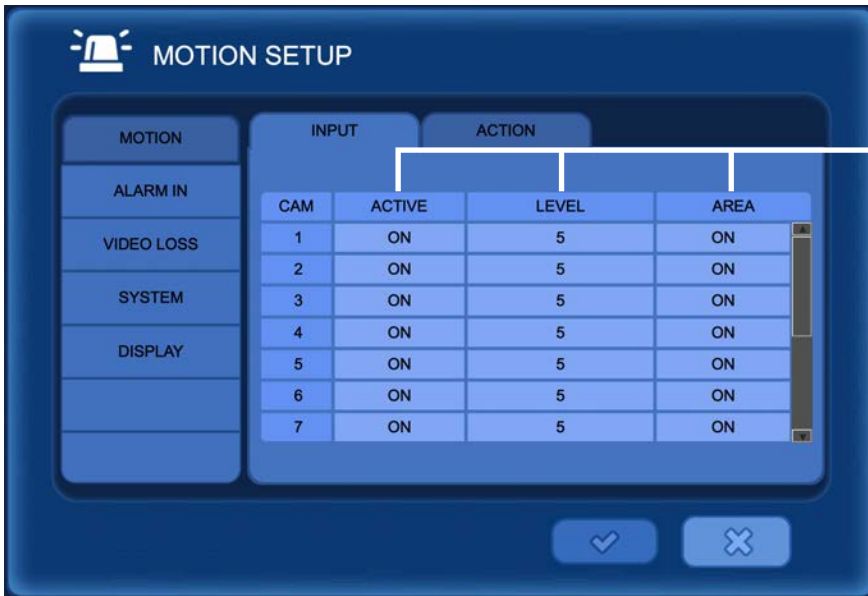 MOTION SETUP
INPUT ACTION
MOTION
ALARM IN
VIDEO LOSS
SYSTEM
DISPLAY
CAM ACTIVE LEVEL AREA
1 ON 5 ON
2 ON 5 ON
3 ON 5 ON
4 ON 5 ON
5 ON 5 ON
6 ON 5 ON
7 ON 5 ON